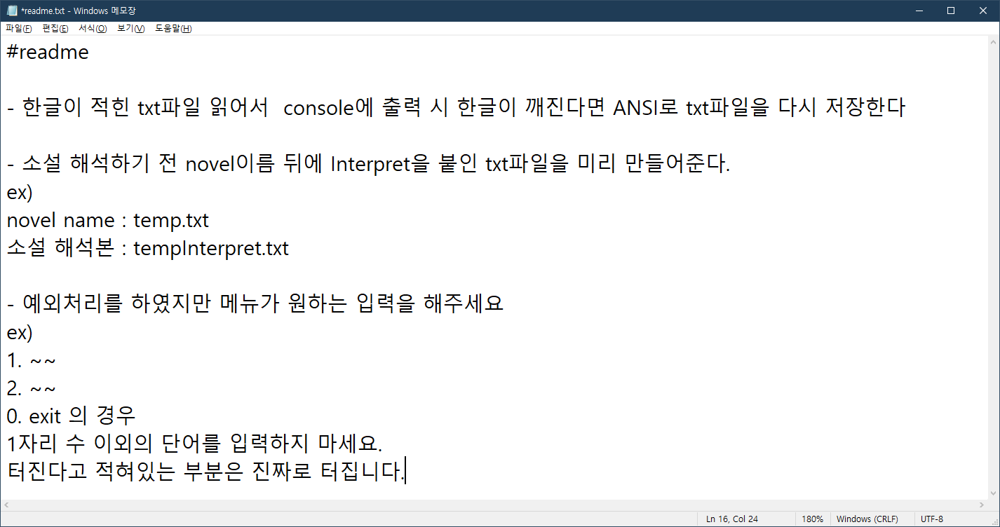 *readme.txt - Windows 메모장
파일(F) 편집(E) 서식(O) 보기(V) 도움말(H)
#readme
- 한글이 적힌 txt파일 읽어서  console에 출력 시 한글이 깨진다면 ANSI로 txt파일을 다시 저장한다
- 소설 해석하기 전 novel이름 뒤에 Interpret을 붙인 txt파일을 미리 만들어준다.
ex)
novel name : temp.txt
소설 해석본 : tempInterpret.txt
- 예외처리를 하였지만 메뉴가 원하는 입력을 해주세요
ex)
1. ~~
2. ~~
0. exit 의 경우
1자리 수 이외의 단어를 입력하지 마세요.
터진다고 적혀있는 부분은 진짜로 터집니다.
Ln 16, Col 24 180% Windows (CRLF) UTF-8